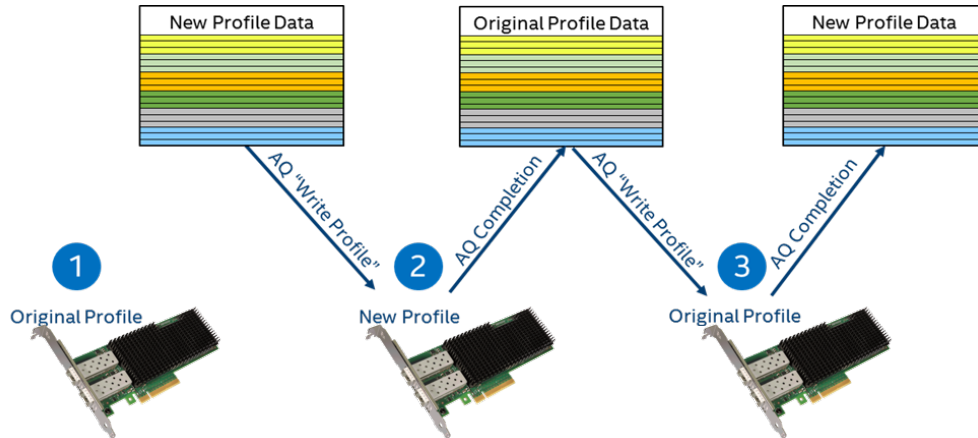 New Profile Data
Original Profile Data
New Profile Data
AQ “Write Profile”
AQ Completion
AQ “Write Profile”
AQ Completion
1
2
3
Original Profile
New Profile
Original Profile